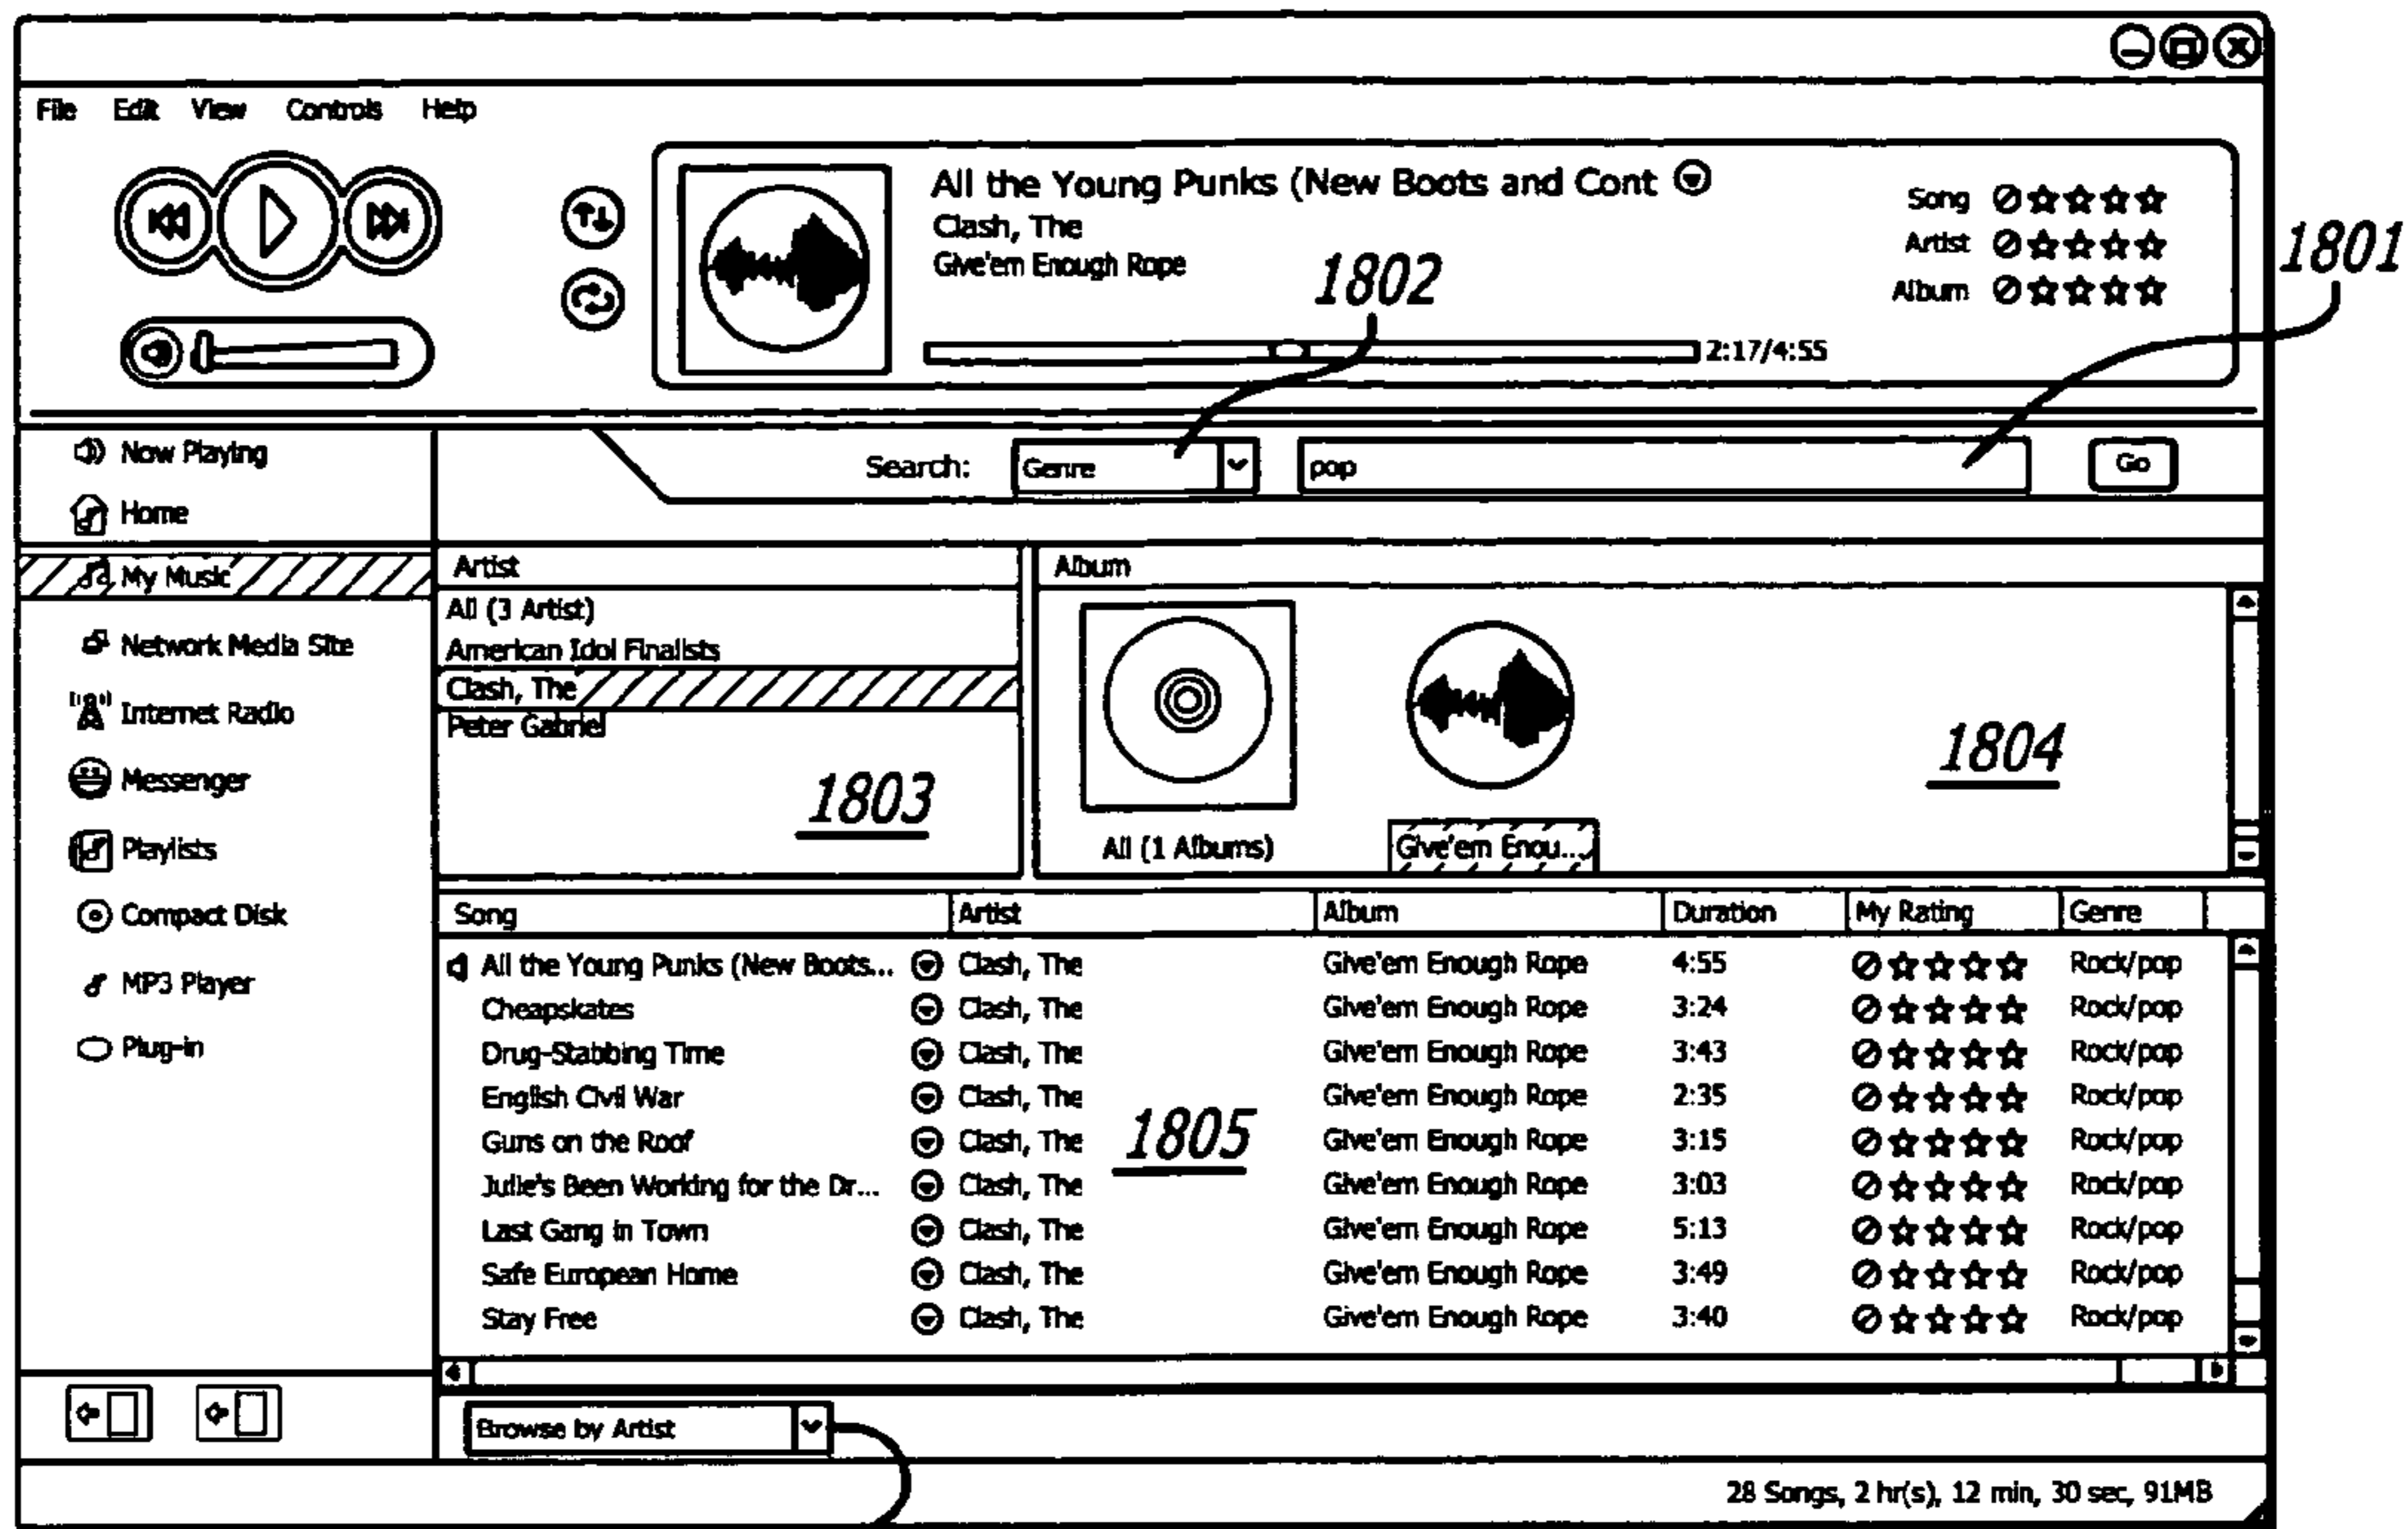 File Edit View Controls Help
All the Young Punks (New Boots and Cont
Clash, The
Give'em Enough Rope
Song
Artist
Album
1801
1802
2:17/4:55
Now Playing
Home
My Music
Network Media Site
Internet Radio
Messenger
Playlists
Compact Disk
MP3 Player
Plug-in
Search: Genre pop Go
Artist
All (3 Artist)
American Idol Finalists
Clash, The
Peter Gabriel
1803
Album
All (1 Albums)
Give'em Enou...
1804
Song Artist Album Duration My Rating Genre
All the Young Punks (New Boots... Clash, The Give'em Enough Rope 4:55 Rock/pop
Cheapskates Clash, The Give'em Enough Rope 3:24 Rock/pop
Drug-Stabbing Time Clash, The Give'em Enough Rope 3:43 Rock/pop
English Civil War Clash, The Give'em Enough Rope 2:35 Rock/pop
Guns on the Roof Clash, The Give'em Enough Rope 3:15 Rock/pop
Julie's Been Working for the Dr... Clash, The Give'em Enough Rope 3:03 Rock/pop
Last Gang in Town Clash, The Give'em Enough Rope 5:13 Rock/pop
Safe European Home Clash, The Give'em Enough Rope 3:49 Rock/pop
Stay Free Clash, The Give'em Enough Rope 3:40 Rock/pop
1805
Browse by Artist
28 Songs, 2 hr(s), 12 min, 30 sec, 91MB